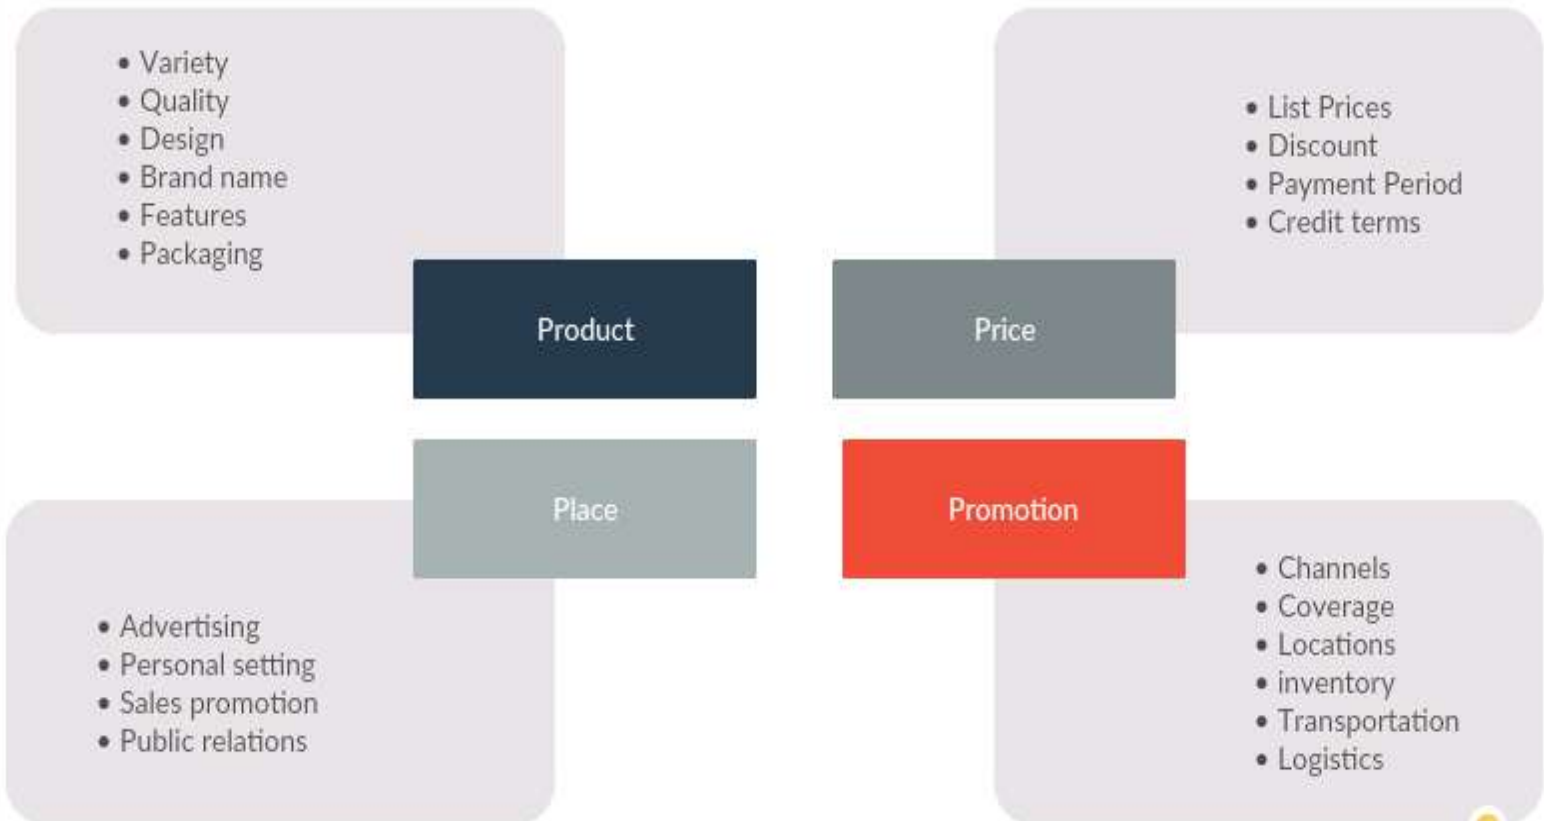 • Variety
• Quality
• Design
• Brand name
• Features
• Packaging
Product
• List Prices
• Discount
• Payment Period
• Credit terms
Price
Place
• Advertising
• Personal setting
• Sales promotion
• Public relations
Promotion
• Channels
• Coverage
• Locations
• inventory
• Transportation
• Logistics